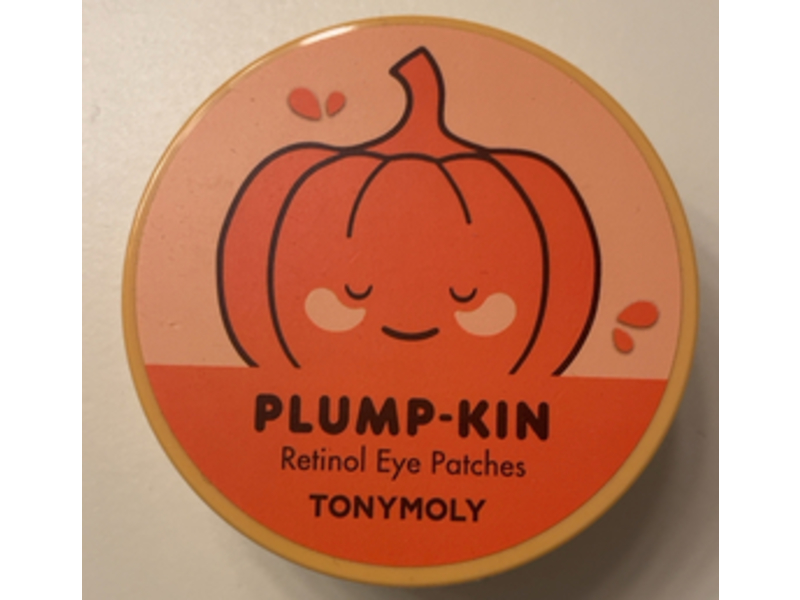 PLUMP-KIN
Retinol Eye Patches
TONYMOLY